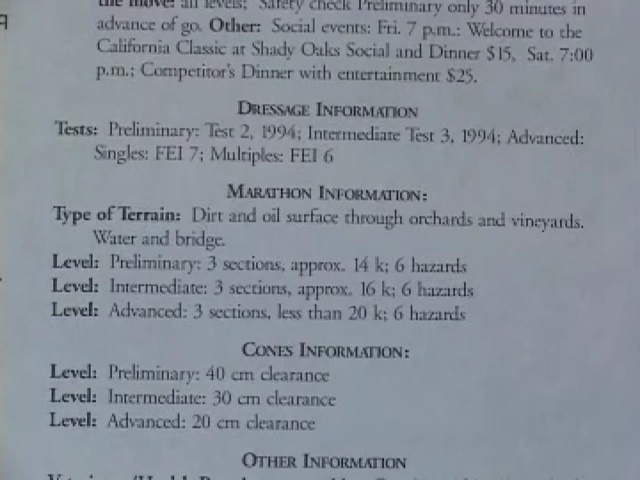 the move: all levels; Safety check Preliminary only 30 minutes in
advance of go. Other: Social events: Fri. 7 p.m.: Welcome to the
California Classic at Shady Oaks Social and Dinner $15, Sat. 7:00
p.m.; Competitor's Dinner with entertainment $25.
DRESSAGE INFORMATION
Tests: Preliminary: Test 2, 1994; Intermediate Test 3, 1994; Advanced:
Singles: FEI 7; Multiples: FEI 6
MARATHON INFORMATION:
Type of Terrain: Dirt and oil surface through orchards and vineyards.
Water and bridge.
Level: Preliminary: 3 sections, approx. 14 k; 6 hazards
Level: Intermediate: 3 sections, approx. 16 k; 6 hazards
Level: Advanced: 3 sections, less than 20 k; 6 hazards
CONES INFORMATION:
Level: Preliminary: 40 cm clearance
Level: Intermediate: 30 cm clearance
Level: Advanced: 20 cm clearance
OTHER INFORMATION